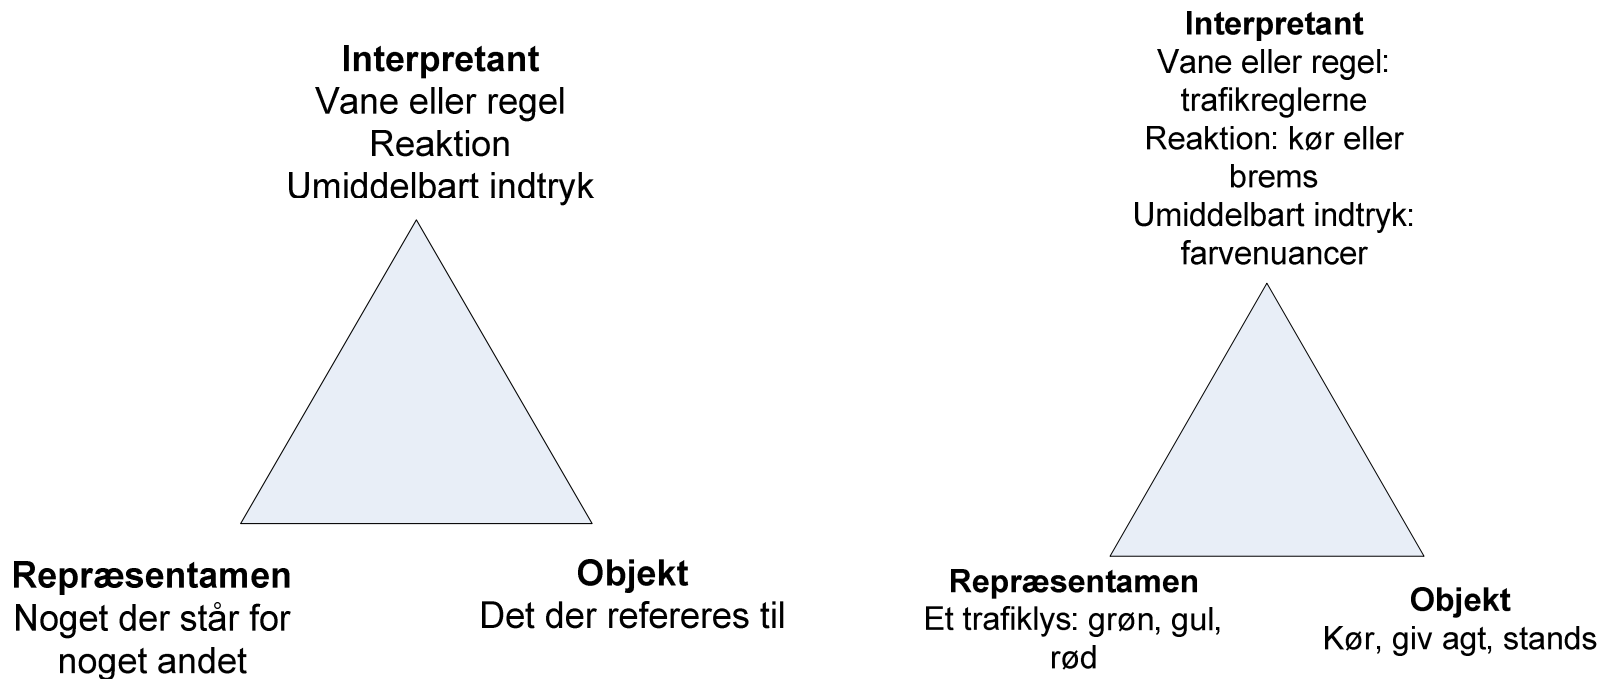 Interpretant
Vane eller regel
Reaktion
Umiddelbart indtryk
Repræsentamen
Noget der står for
noget andet
Objekt
Det der refereres til
Interpretant
Vane eller regel:
trafikreglerne
Reaktion: kør eller
brems
Umiddelbart indtryk:
farvenuancer
Repræsentamen
Et trafiklys: grøn, gul,
rød
Objekt
Kør, giv agt, stands